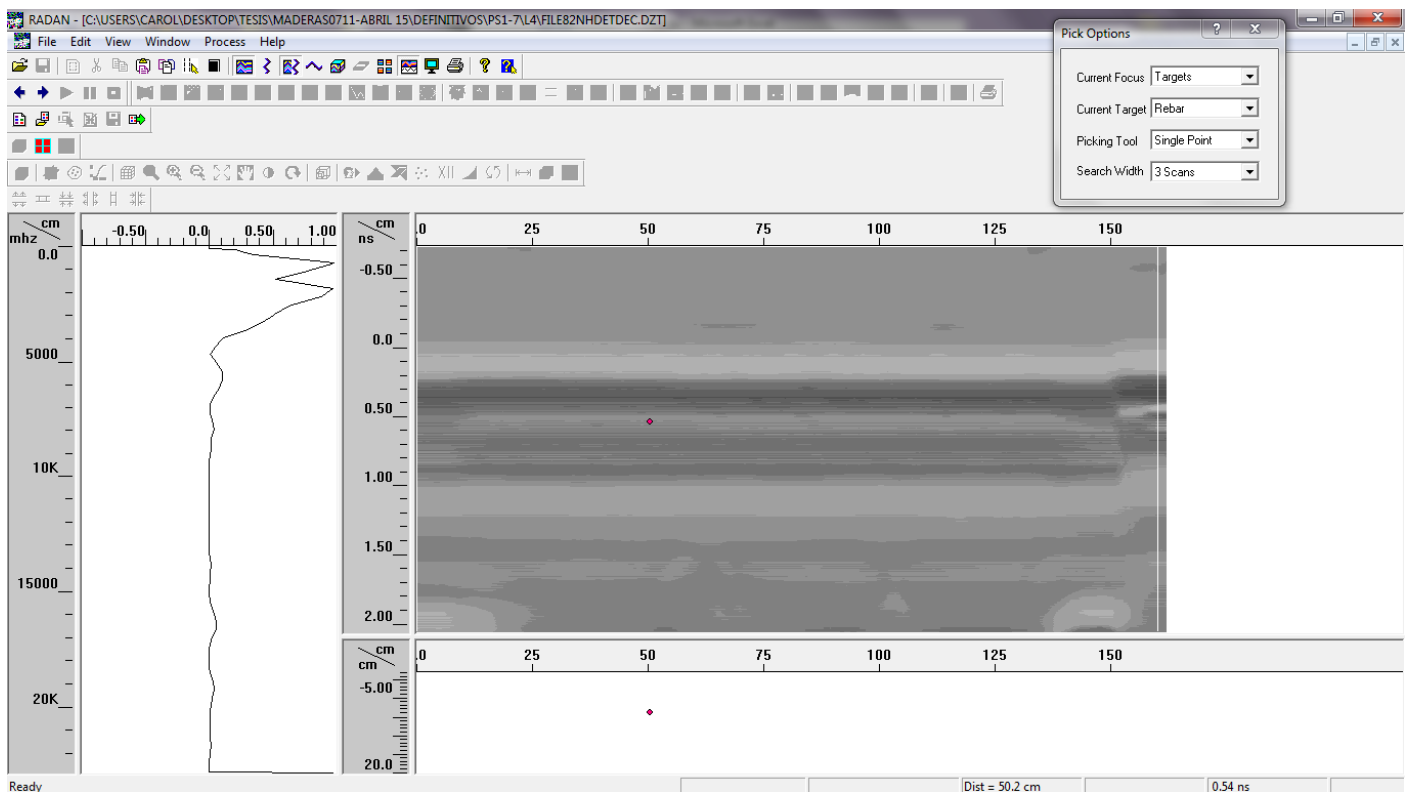 RADAN - [C:\USERS\CAROL\DESKTOP\TESIS\MADERAS0711-ABRIL 15\DEFINITIVOS\PS1-7\L4\FILE82NHDETDEC.DZT]
File Edit View Window Process Help
Pick Options
Current Focus Targets
Current Target Rebar
Picking Tool Single Point
Search Width 3 Scans
cm
mhz
-0.50 0.0 0.50 1.00
0.0
5000
10K
15000
20K
cm
ns
.0 25 50 75 100 125 150
-0.50
0.0
0.50
1.00
1.50
2.00
cm
cm
.0 25 50 75 100 125 150
-5.00
20.0
Ready Dist = 50.2 cm 0.54 ns